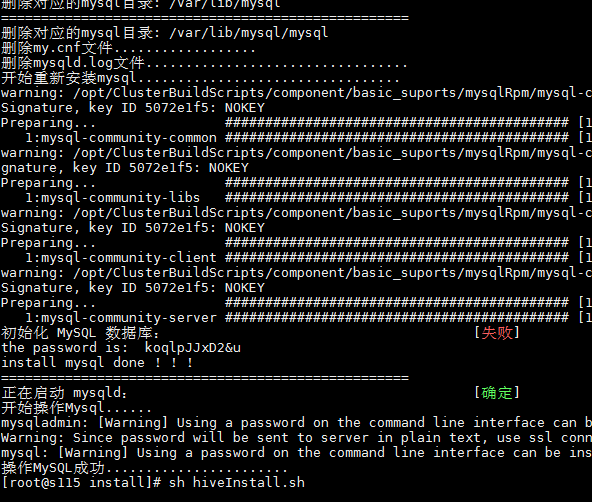 删除对应的mysql目录: /var/lib/mysql
=================================================
删除对应的mysql目录: /var/lib/mysql/mysql
删除my.cnf文件.................
删除mysqld.log文件................................
开始重新安装mysql................................
warning: /opt/ClusterBuildScripts/component/basic_suports/mysqlRpm/mysql-c
Signature, key ID 5072e1f5: NOKEY
Preparing... ########################################### [1
1:mysql-community-common ########################################### [1
warning: /opt/ClusterBuildScripts/component/basic_suports/mysqlRpm/mysql-c
gnature, key ID 5072e1f5: NOKEY
Preparing... ########################################### [1
1:mysql-community-libs ########################################### [1
warning: /opt/ClusterBuildScripts/component/basic_suports/mysqlRpm/mysql-c
Signature, key ID 5072e1f5: NOKEY
Preparing... ########################################### [1
1:mysql-community-client ########################################### [1
warning: /opt/ClusterBuildScripts/component/basic_suports/mysqlRpm/mysql-c
Signature, key ID 5072e1f5: NOKEY
Preparing... ########################################### [1
1:mysql-community-server ########################################### [1
初始化 MySQL 数据库： [失败]
the password is: koqlpJJxD2&u
install mysql done ！！！
=================================================
正在启动 mysqld： [确定]
开始操作Mysql......
mysqladmin: [Warning] Using a password on the command line interface can b
Warning: Since password will be sent to server in plain text, use ssl conn
mysql: [Warning] Using a password on the command line interface can be ins
操作MySQL成功......................
[root@s115 install]# sh hiveInstall.sh